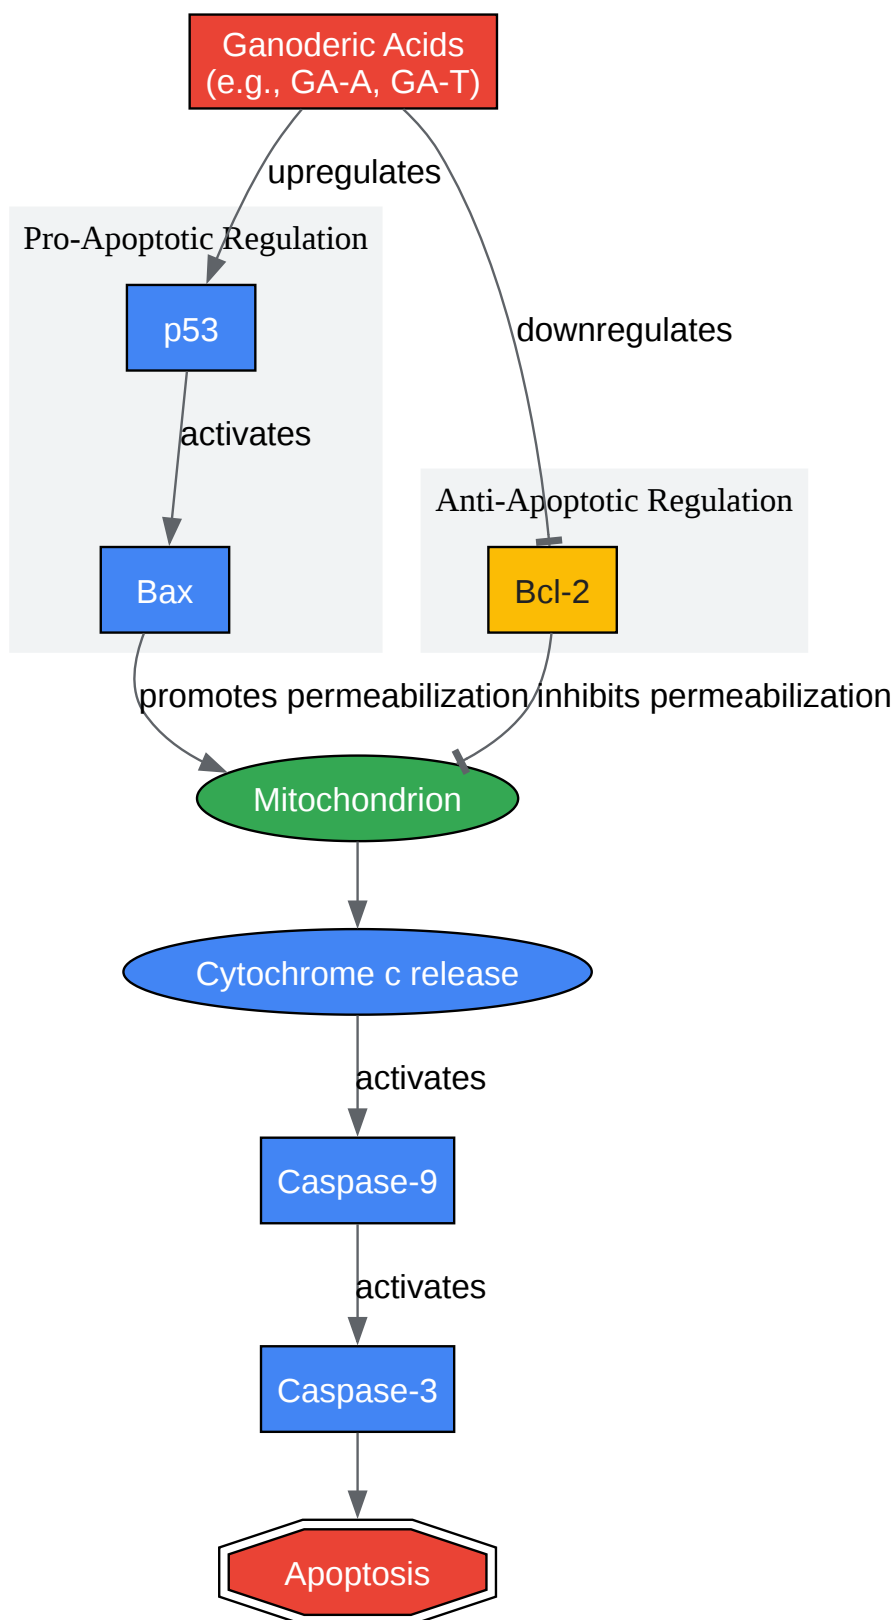 Ganoderic Acids
(e.g., GA-A, GA-T)
upregulates
Pro-Apoptotic Regulation
p53
downregulates
activates
Anti-Apoptotic Regulation
Bax
Bcl-2
promotes permeabilization
inhibits permeabilization
Mitochondrion
Cytochrome c release
activates
Caspase-9
activates
Caspase-3
Apoptosis